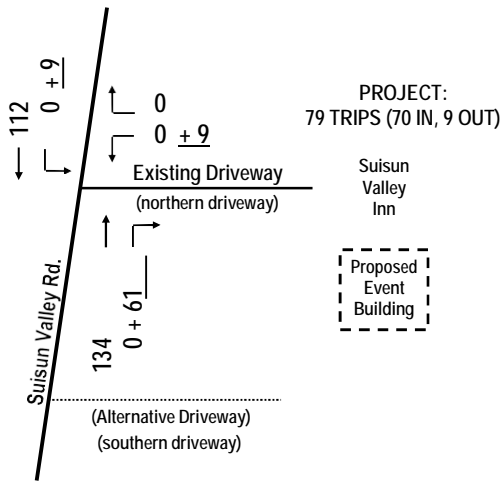 112
0 + 9
0
0 + 9
PROJECT:
79 TRIPS (70 IN, 9 OUT)
Existing Driveway
(northern driveway)
Suisun
Valley
Inn
Proposed
Event
Building
134
0 + 61
Suisun Valley Rd.
(Alternative Driveway)
(southern driveway)